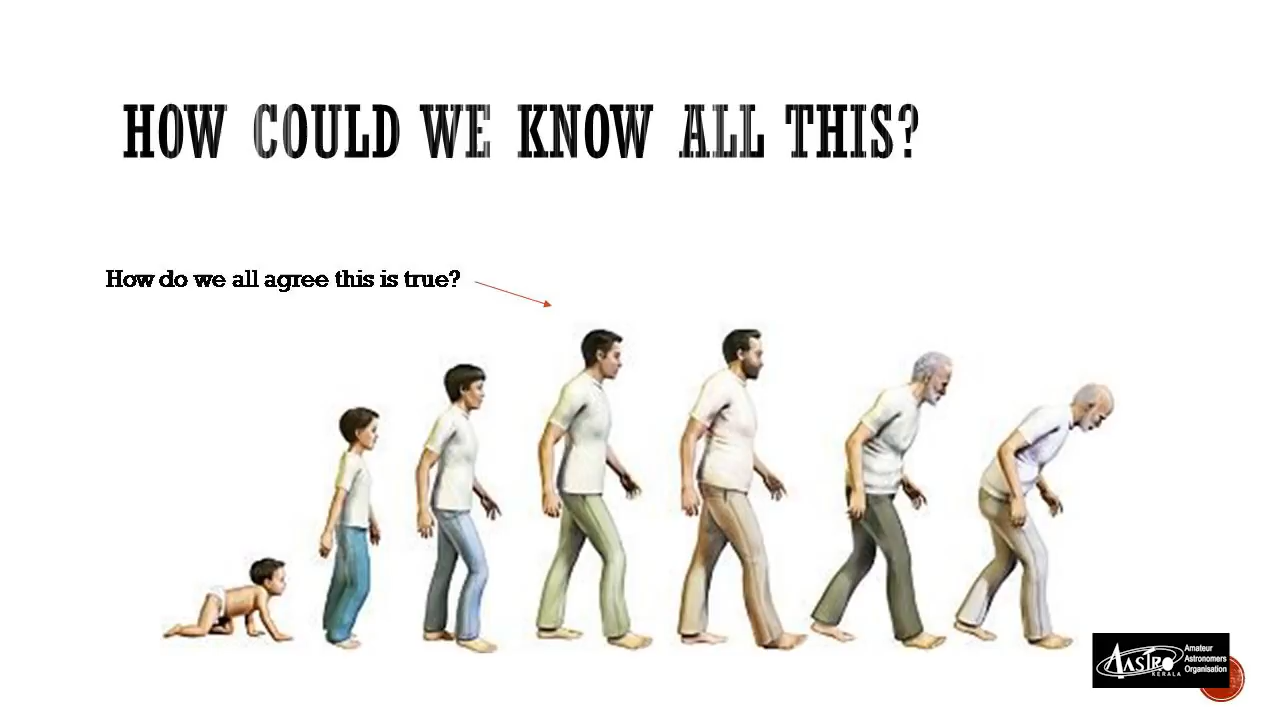 HOW COULD WE KNOW ALL THIS?
How do we all agree this is true?
AASTRO
KERALA
Amateur
Astronomers
Organisation